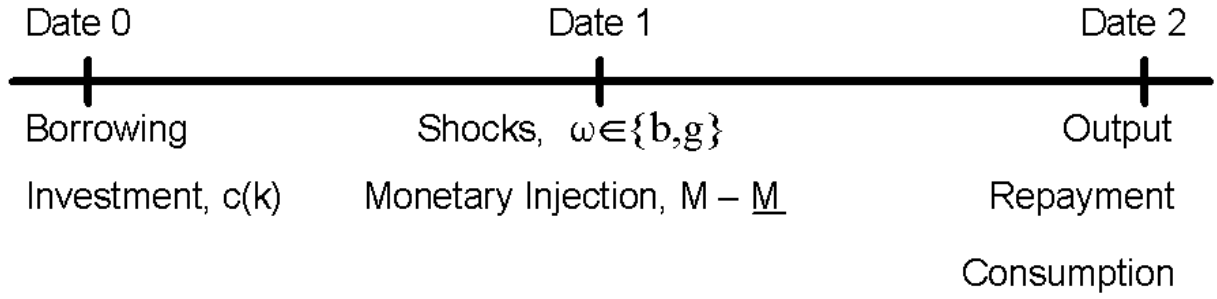 Date 0 Date 1 Date 2
Borrowing Shocks, ω∈{b,g} Output
Investment, c(k) Monetary Injection, M – M Repayment
Consumption